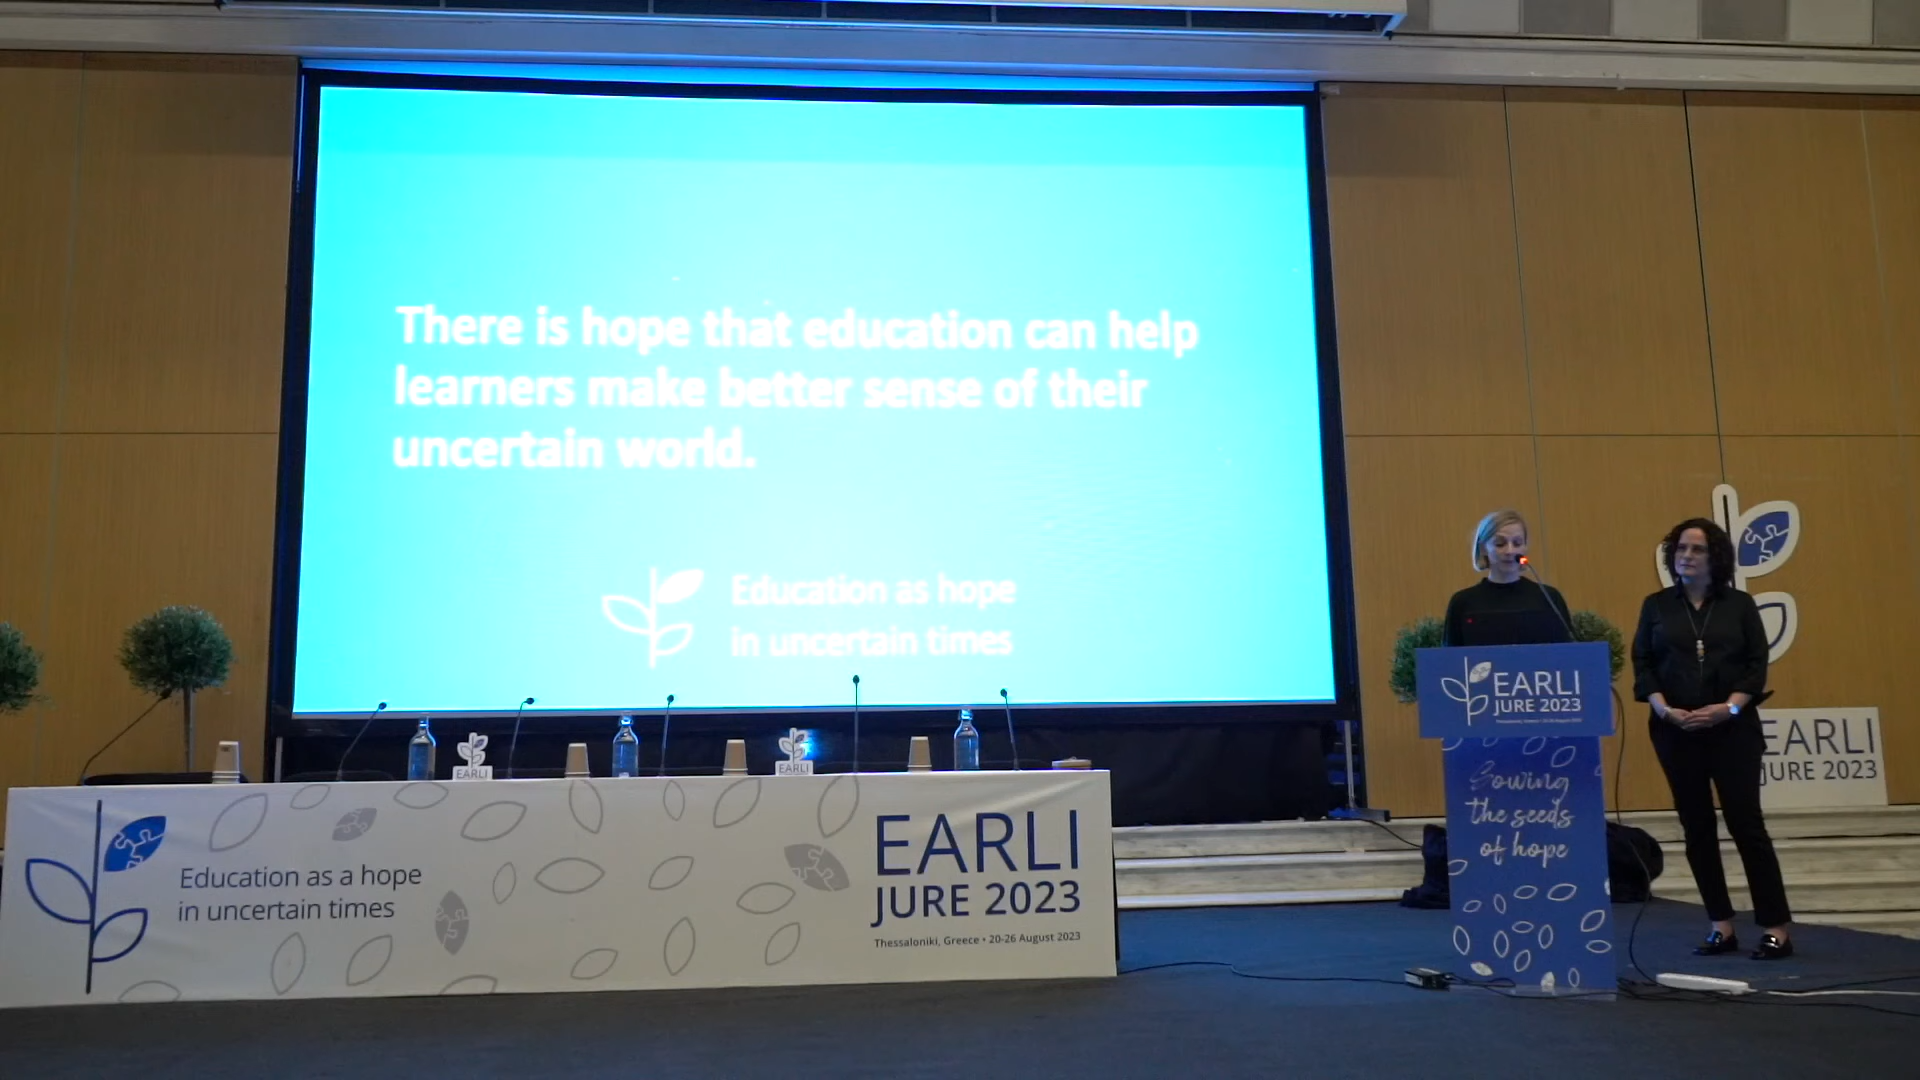 There is hope that education can help
learners make better sense of their
uncertain world.
Education as hope
in uncertain times
EARLI
JURE 2023
Sowing
the seeds
of hope
EARLI
JURE 2023
EARLI
EARLI
Education as a hope
in uncertain times
EARLI
JURE 2023
Thessaloniki, Greece • 20-26 August 2023